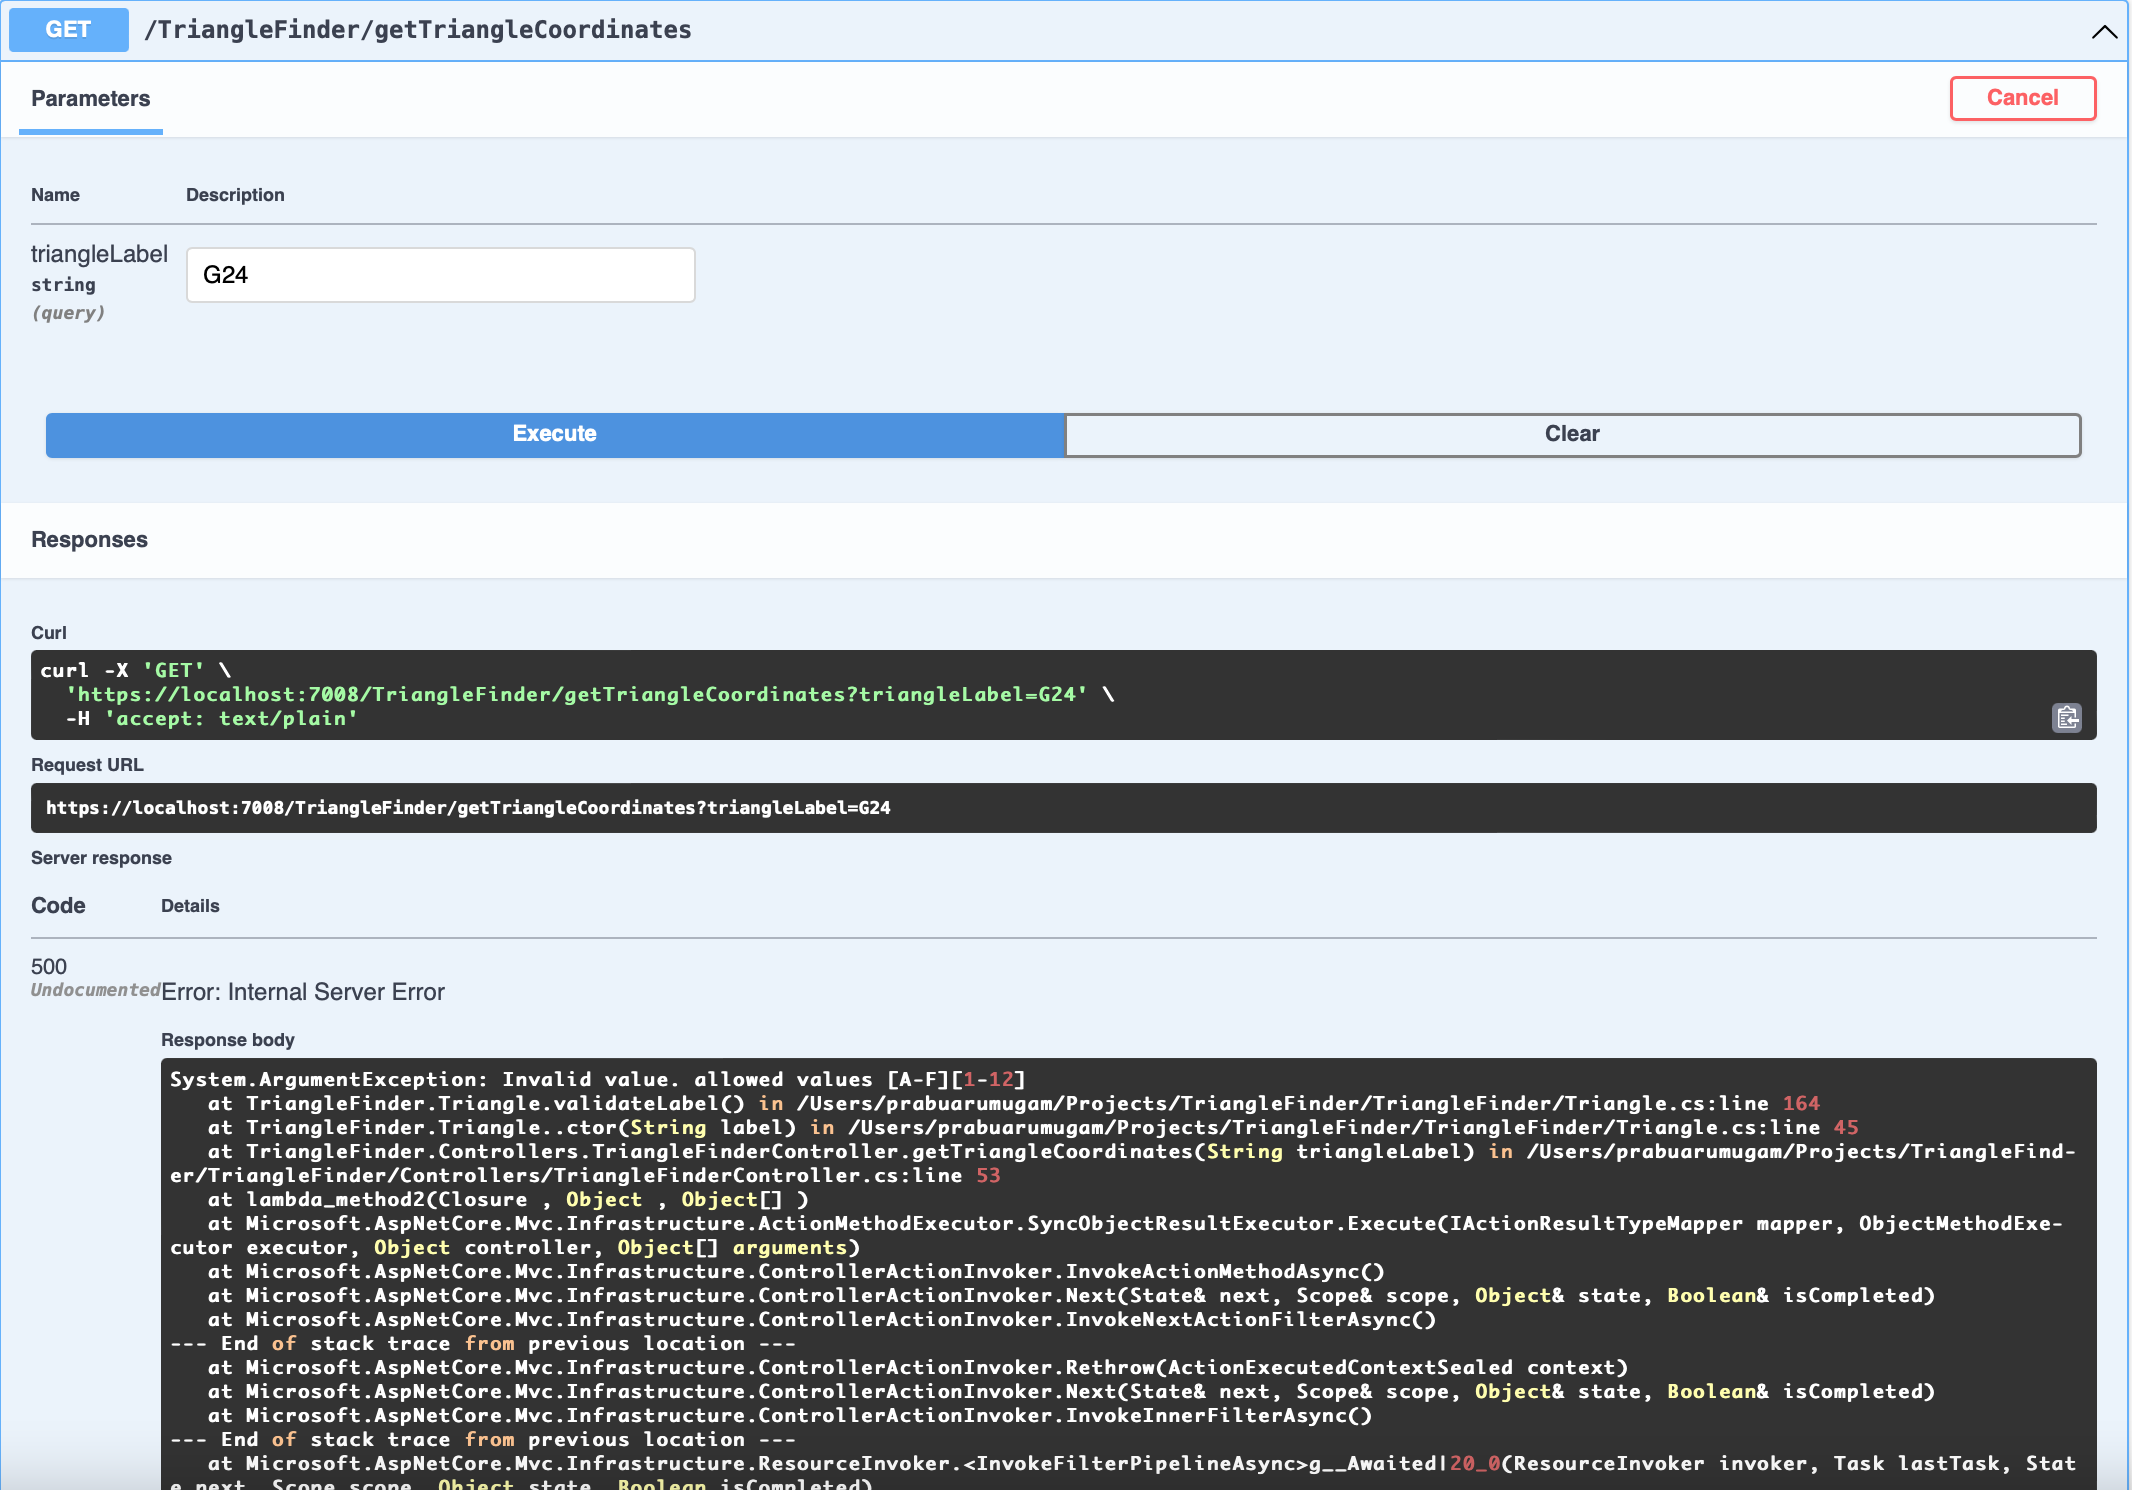 GET /TriangleFinder/getTriangleCoordinates
Parameters
Cancel
Name Description
triangleLabel
string
(query)
G24
Execute
Clear
Responses
Curl
curl -X 'GET' \
'https://localhost:7008/TriangleFinder/getTriangleCoordinates?triangleLabel=G24' \
-H 'accept: text/plain'
Request URL
https://localhost:7008/TriangleFinder/getTriangleCoordinates?triangleLabel=G24
Server response
Code Details
500
Undocumented
Error: Internal Server Error
Response body
System.ArgumentException: Invalid value. allowed values [A-F][1-12]
at TriangleFinder.Triangle.validateLabel() in /Users/prabuarumugam/Projects/TriangleFinder/TriangleFinder/Triangle.cs:line 164
at TriangleFinder.Triangle..ctor(String label) in /Users/prabuarumugam/Projects/TriangleFinder/TriangleFinder/Triangle.cs:line 45
at TriangleFinder.Controllers.TriangleFinderController.getTriangleCoordinates(String triangleLabel) in /Users/prabuarumugam/Projects/TriangleFind-
er/TriangleFinder/Controllers/TriangleFinderController.cs:line 53
at lambda_method2(Closure , Object , Object[] )
at Microsoft.AspNetCore.Mvc.Infrastructure.ActionMethodExecutor.SyncObjectResultExecutor.Execute(IActionResultTypeMapper mapper, ObjectMethodExe-
cutor executor, Object controller, Object[] arguments)
at Microsoft.AspNetCore.Mvc.Infrastructure.ControllerActionInvoker.InvokeActionMethodAsync()
at Microsoft.AspNetCore.Mvc.Infrastructure.ControllerActionInvoker.Next(State& next, Scope& scope, Object& state, Boolean& isCompleted)
at Microsoft.AspNetCore.Mvc.Infrastructure.ControllerActionInvoker.InvokeNextActionFilterAsync()
--- End of stack trace from previous location ---
at Microsoft.AspNetCore.Mvc.Infrastructure.ControllerActionInvoker.Rethrow(ActionExecutedContextSealed context)
at Microsoft.AspNetCore.Mvc.Infrastructure.ControllerActionInvoker.Next(State& next, Scope& scope, Object& state, Boolean& isCompleted)
at Microsoft.AspNetCore.Mvc.Infrastructure.ControllerActionInvoker.InvokeInnerFilterAsync()
--- End of stack trace from previous location ---
at Microsoft.AspNetCore.Mvc.Infrastructure.ResourceInvoker.<InvokeFilterPipelineAsync>g__Awaited|20_0(ResourceInvoker invoker, Task lastTask, Stat
e next, Scope scope, Object state, Boolean isCompleted)